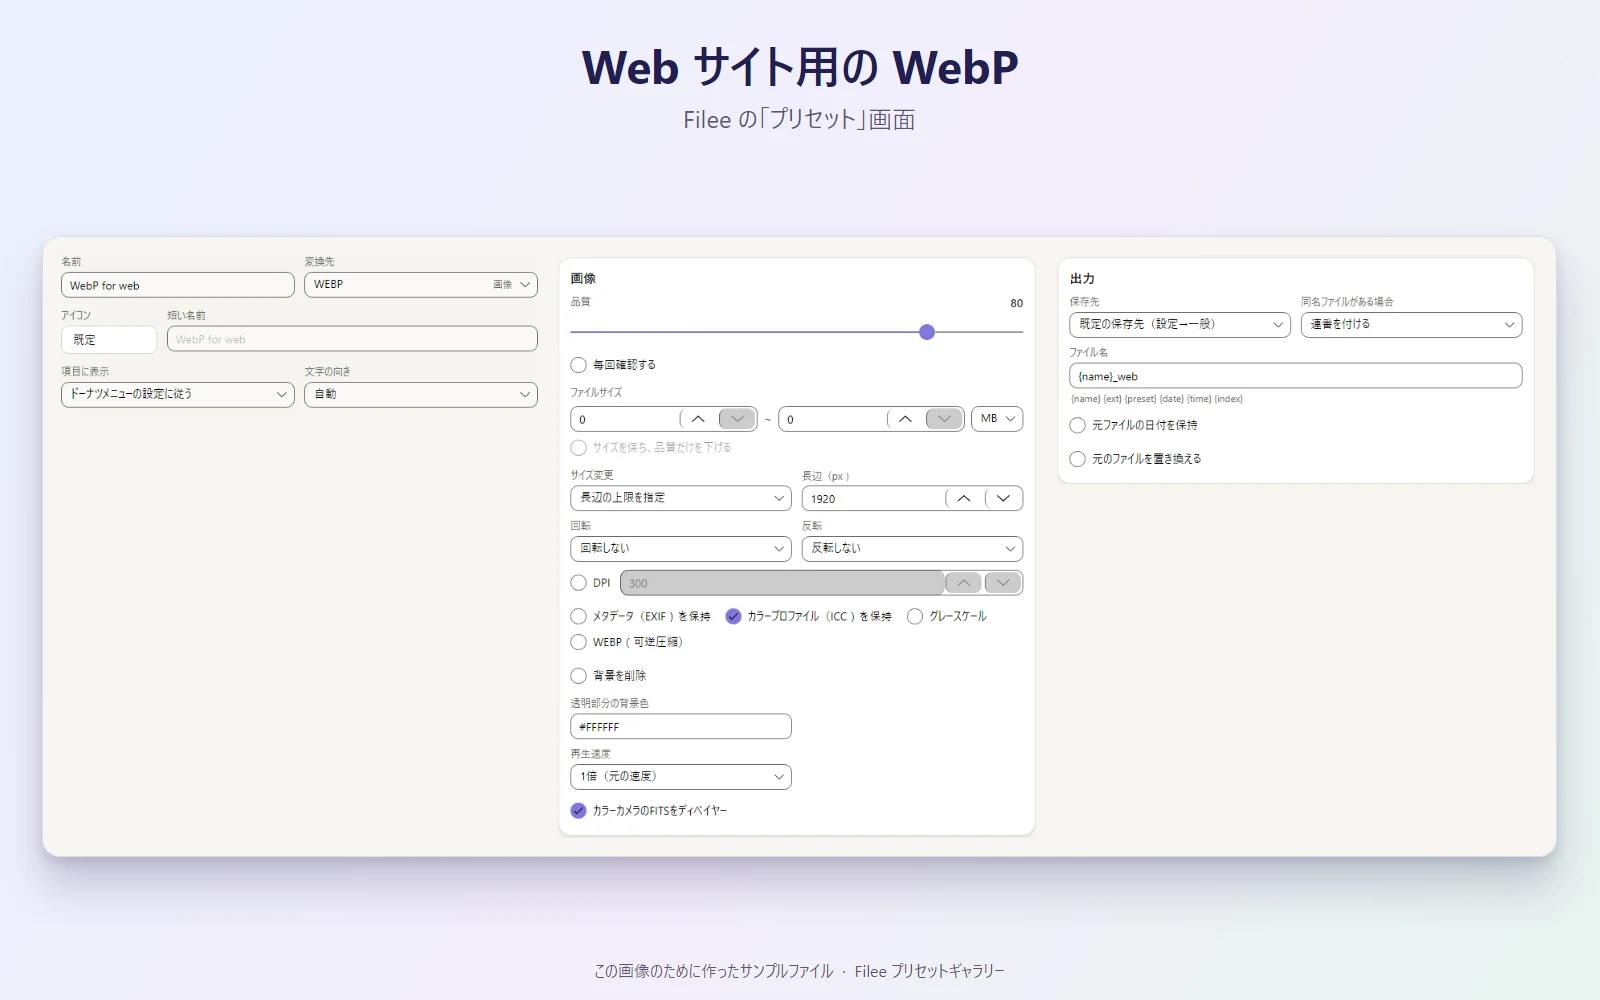 Web サイト用の WebP
Filee の「プリセット」画面
名前
変換先
WebP for web
WEBP 画像
アイコン
短い名前
既定
WebP for web
項目に表示
文字の向き
ドーナツメニューの設定に従う
自動
画像
品質 80
毎回確認する
ファイルサイズ
0 ~ 0 MB
サイズを保ち、品質だけを下げる
サイズ変更
長辺（px）
長辺の上限を指定
1920
回転
反転
回転しない
反転しない
DPI 300
メタデータ（EXIF）を保持
カラープロファイル（ICC）を保持
グレースケール
WEBP（可逆圧縮）
背景を削除
透明部分の背景色
#FFFFFF
再生速度
1倍（元の速度）
カラーカメラのFITSをディベイヤー
出力
保存先
同名ファイルがある場合
既定の保存先（設定→一般）
連番を付ける
ファイル名
{name}_web
{name} {ext} {preset} {date} {time} {index}
元ファイルの日付を保持
元のファイルを置き換える
この画像のために作ったサンプルファイル · Filee プリセットギャラリー